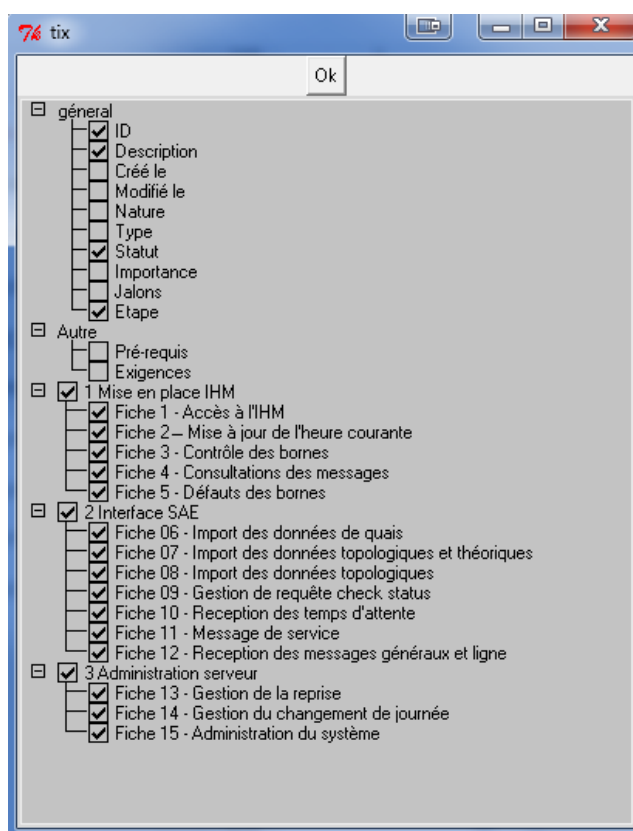 tix
Ok
géneral
ID
Description
Créé le
Modifié le
Nature
Type
Statut
Importance
Jalons
Etape
Autre
Pré-requis
Exigences
1 Mise en place IHM
Fiche 1 - Accès à l'IHM
Fiche 2 – Mise à jour de l'heure courante
Fiche 3 - Contrôle des bornes
Fiche 4 - Consultations des messages
Fiche 5 - Défauts des bornes
2 Interface SAE
Fiche 06 - Import des données de quais
Fiche 07 - Import des données topologiques et théoriques
Fiche 08 - Import des données topologiques
Fiche 09 - Gestion de requête check status
Fiche 10 - Reception des temps d'attente
Fiche 11 - Message de service
Fiche 12 - Reception des messages généraux et ligne
3 Administration serveur
Fiche 13 - Gestion de la reprise
Fiche 14 - Gestion du changement de journée
Fiche 15 - Administration du système